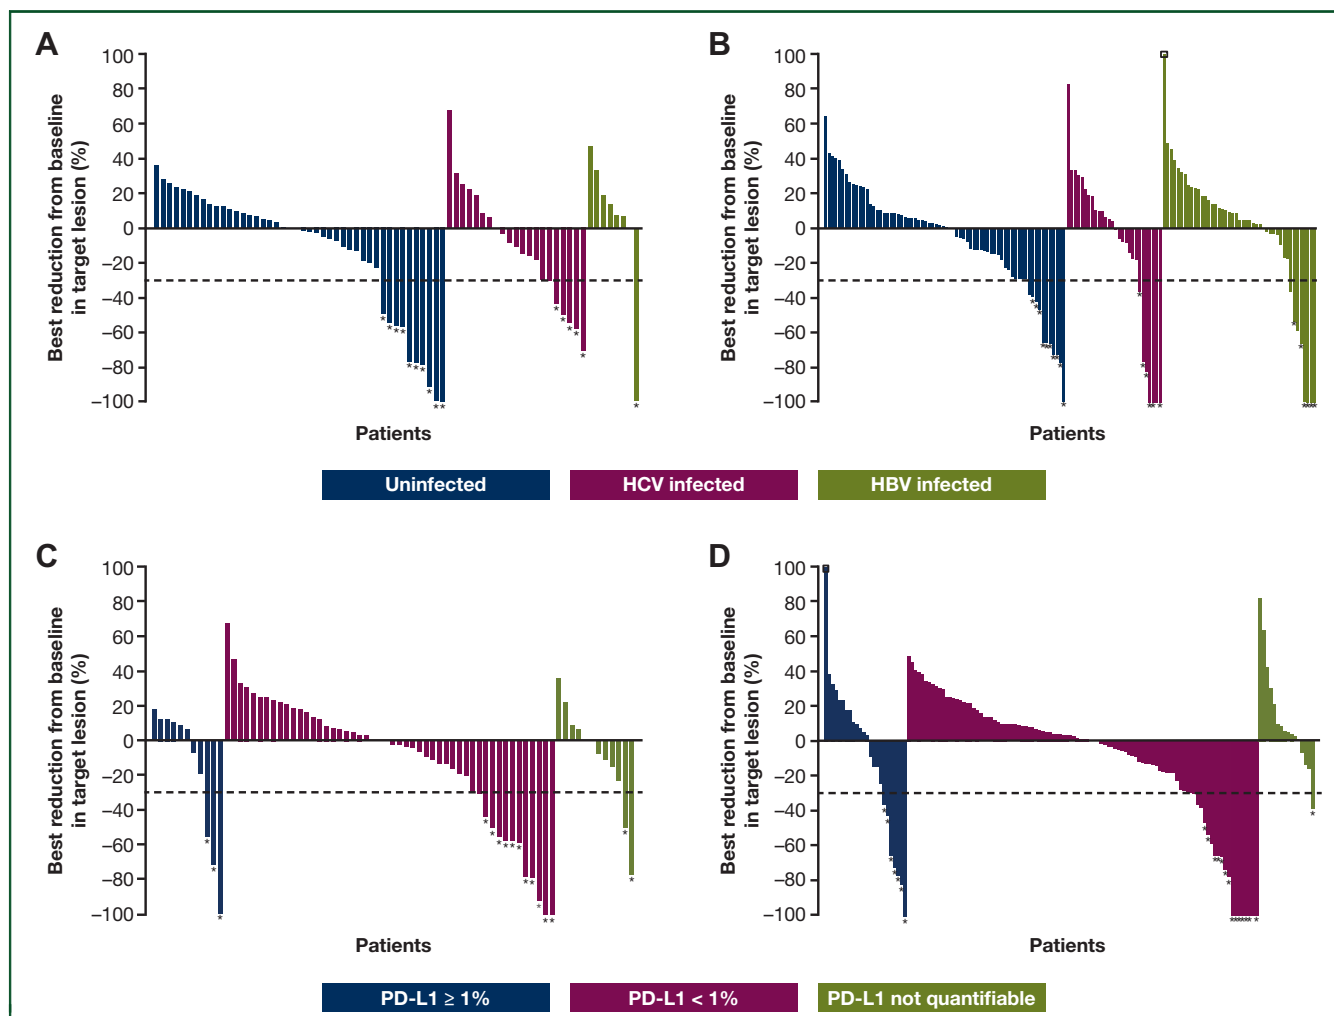 A
Best reduction from baseline
in target lesion (%)
100
80
60
40
20
0
−20
−40
−60
−80
−100
Patients
B
Best reduction from baseline
in target lesion (%)
100
80
60
40
20
0
−20
−40
−60
−80
−100
Patients
Uninfected
HCV infected
HBV infected
C
Best reduction from baseline
in target lesion (%)
100
80
60
40
20
0
−20
−40
−60
−80
−100
Patients
D
Best reduction from baseline
in target lesion (%)
100
80
60
40
20
0
−20
−40
−60
−80
−100
Patients
PD-L1 ≥ 1%
PD-L1 < 1%
PD-L1 not quantifiable